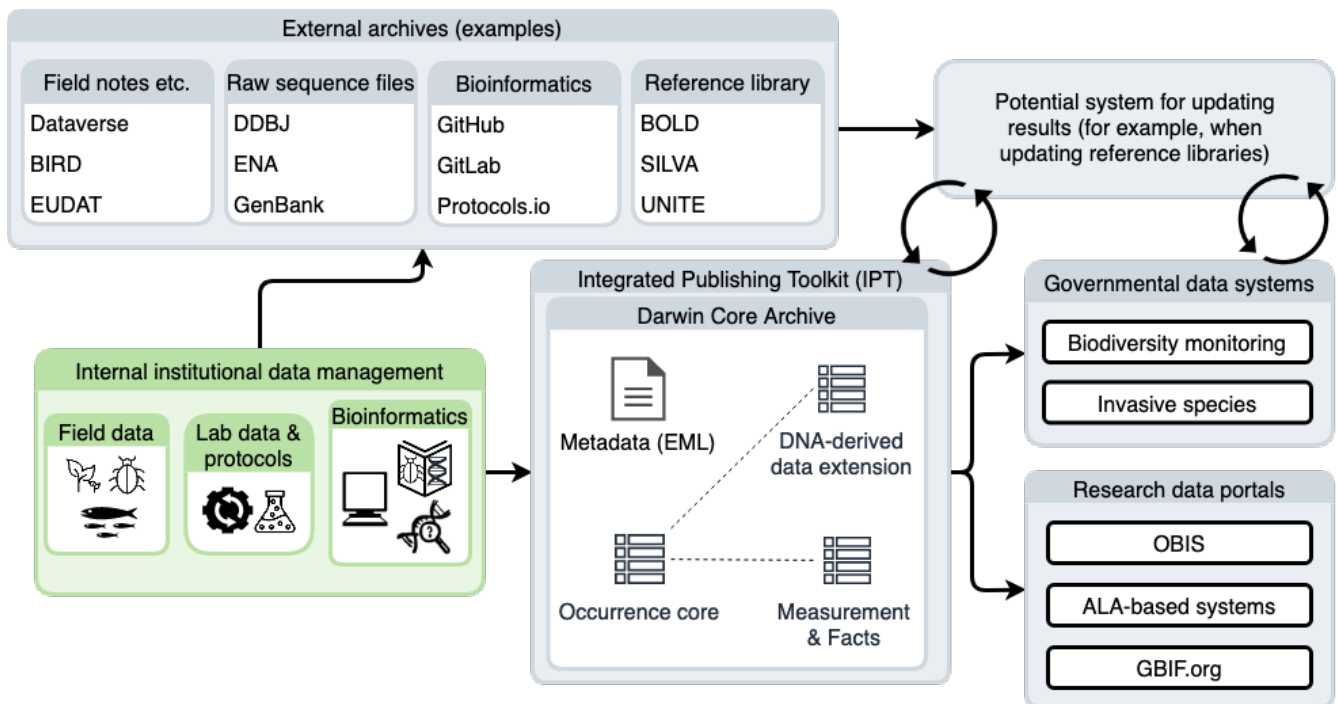 External archives (examples)
Field notes etc.
Dataverse
BIRD
EUDAT
Raw sequence files
DDBJ
ENA
GenBank
Bioinformatics
GitHub
GitLab
Protocols.io
Reference library
BOLD
SILVA
UNITE
Potential system for updating
results (for example, when
updating reference libraries)
Internal institutional data management
Field data
Lab data &
protocols
Bioinformatics
?
Integrated Publishing Toolkit (IPT)
Darwin Core Archive
Metadata (EML)
DNA-derived
data extension
Occurrence core
Measurement
& Facts
Governmental data systems
Biodiversity monitoring
Invasive species
Research data portals
OBIS
ALA-based systems
GBIF.org